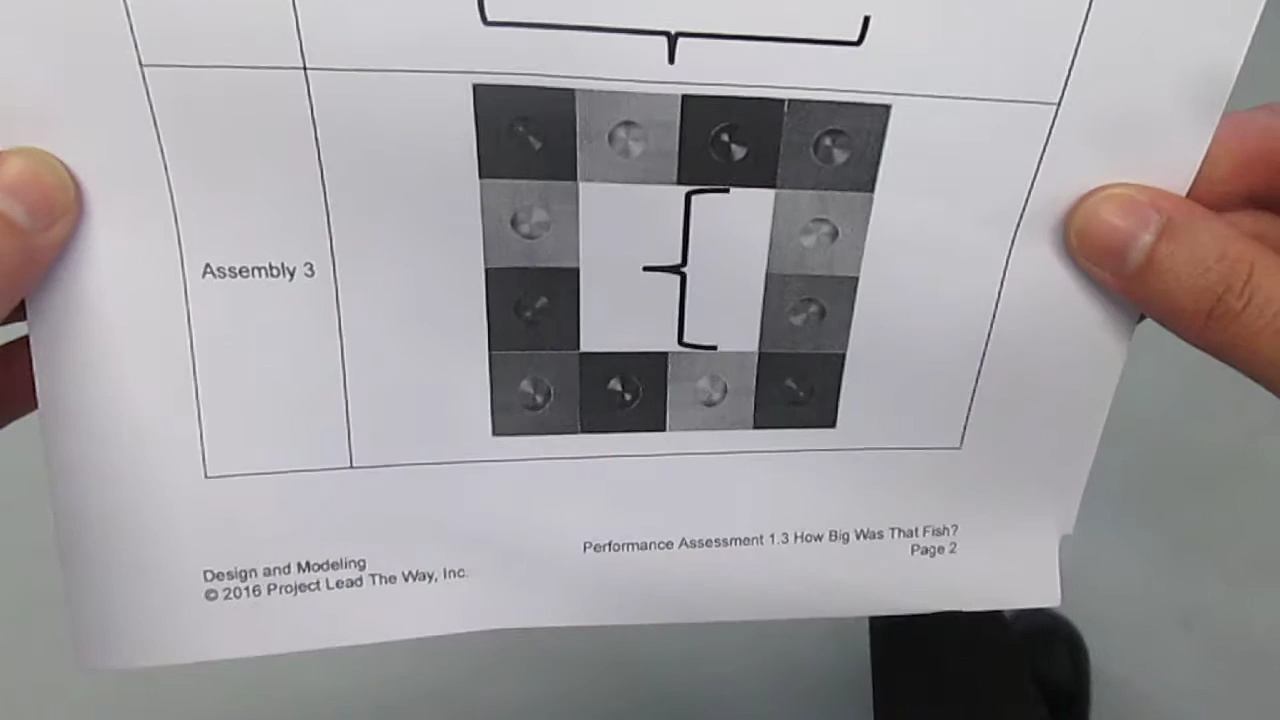 Assembly 3
Performance Assessment 1.3 How Big Was That Fish?
Page 2
Design and Modeling
© 2016 Project Lead The Way, Inc.